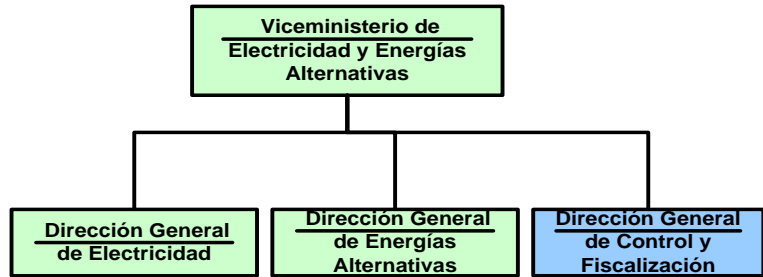 Viceministerio de
Electricidad y Energías
Alternativas
Dirección General
de Electricidad
Dirección General
de Energías
Alternativas
Dirección General
de Control y
Fiscalización